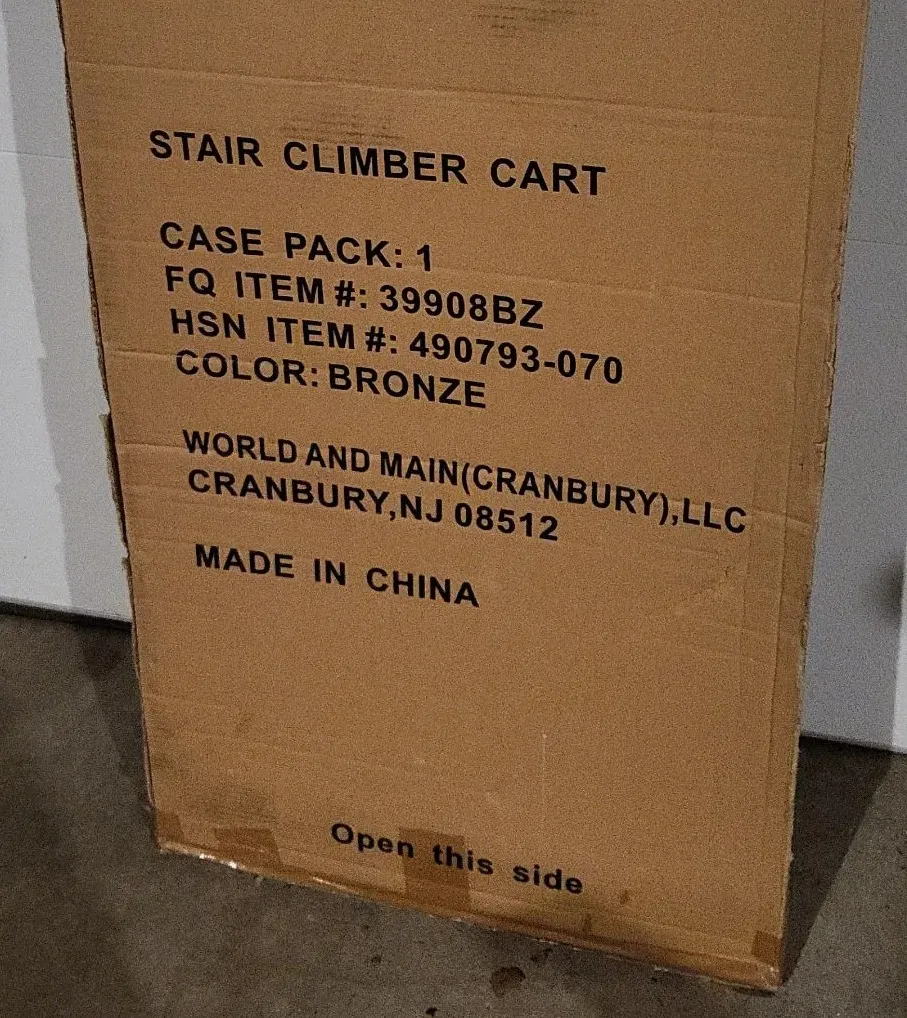 STAIR CLIMBER CART
CASE PACK: 1
FQ ITEM #: 39908BZ
HSN ITEM #: 490793-070
COLOR: BRONZE
WORLD AND MAIN(CRANBURY),LLC
CRANBURY,NJ 08512
MADE IN CHINA
Open this side